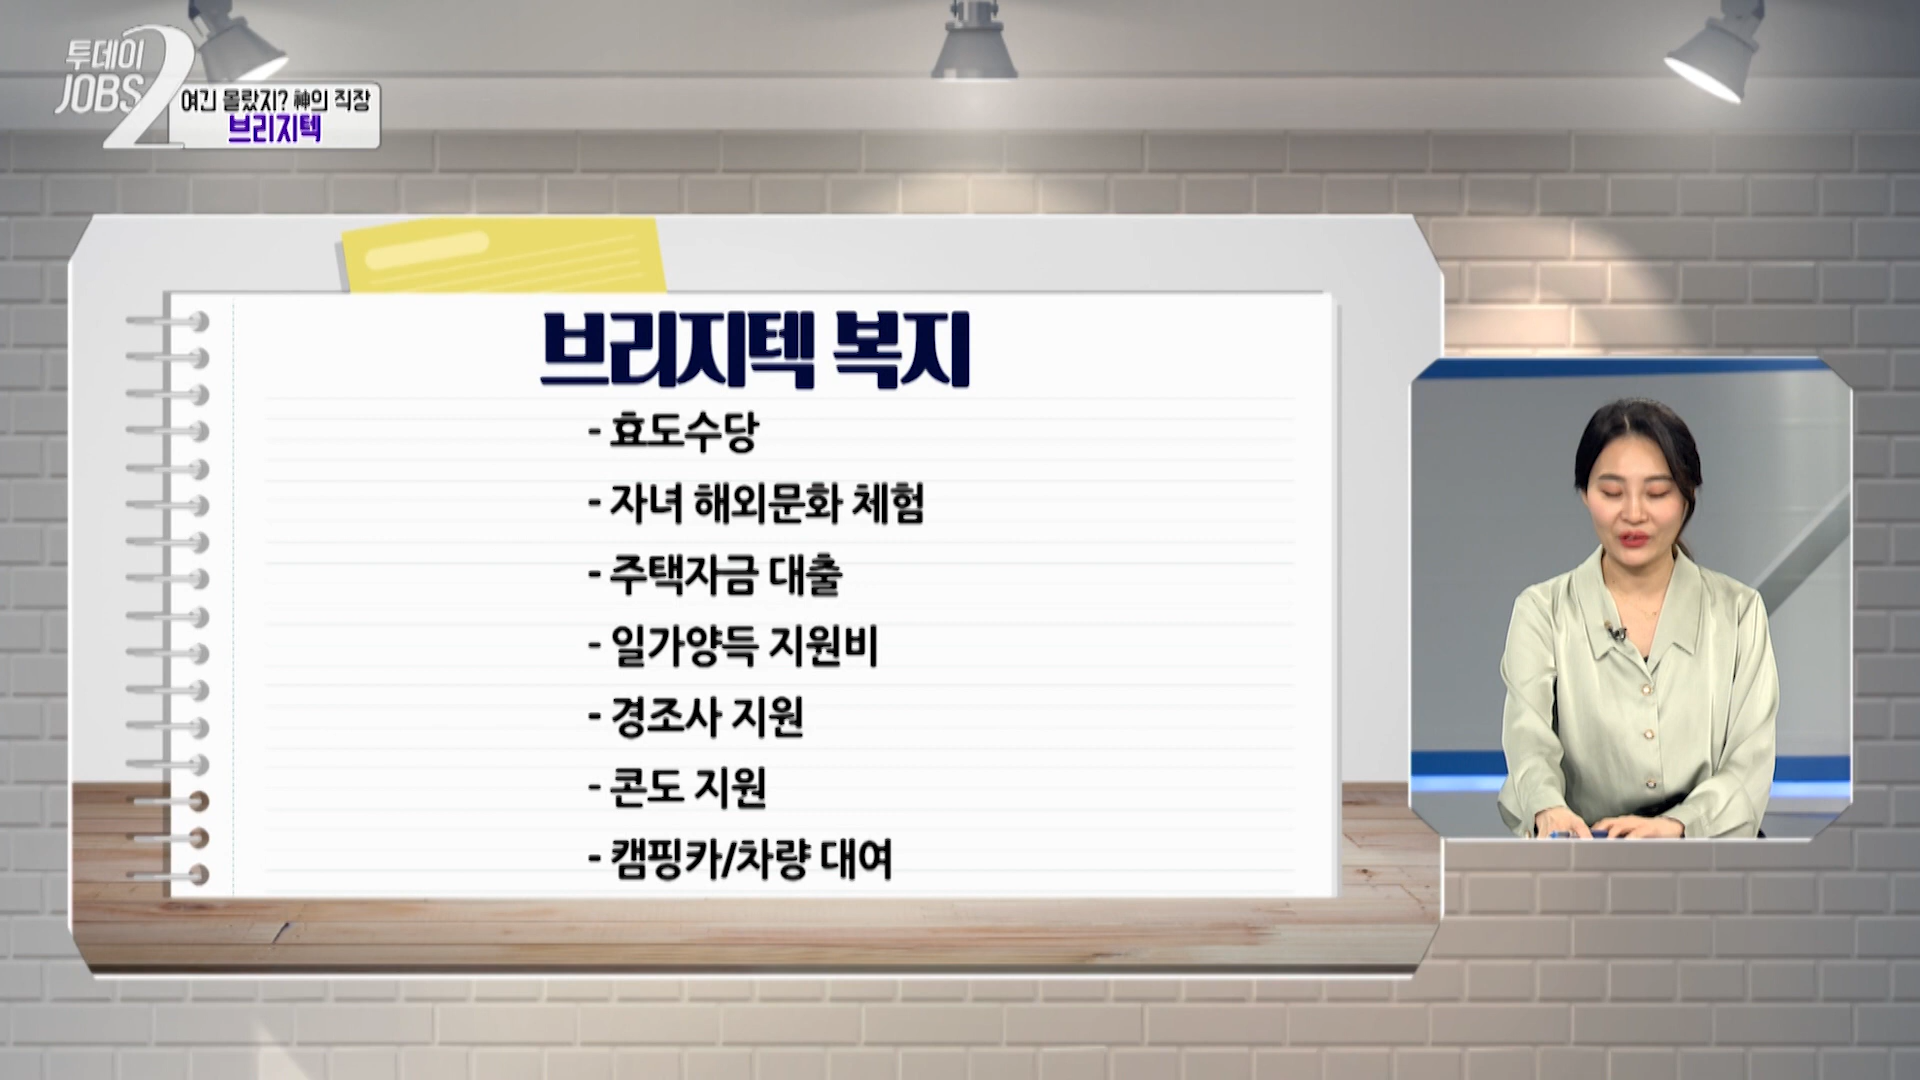 투데이
JOBS 2
여긴 몰랐지? 神의 직장
브리지텍
브리지텍 복지
- 효도수당
- 자녀 해외문화 체험
- 주택자금 대출
- 일가양득 지원비
- 경조사 지원
- 콘도 지원
- 캠핑카/차량 대여